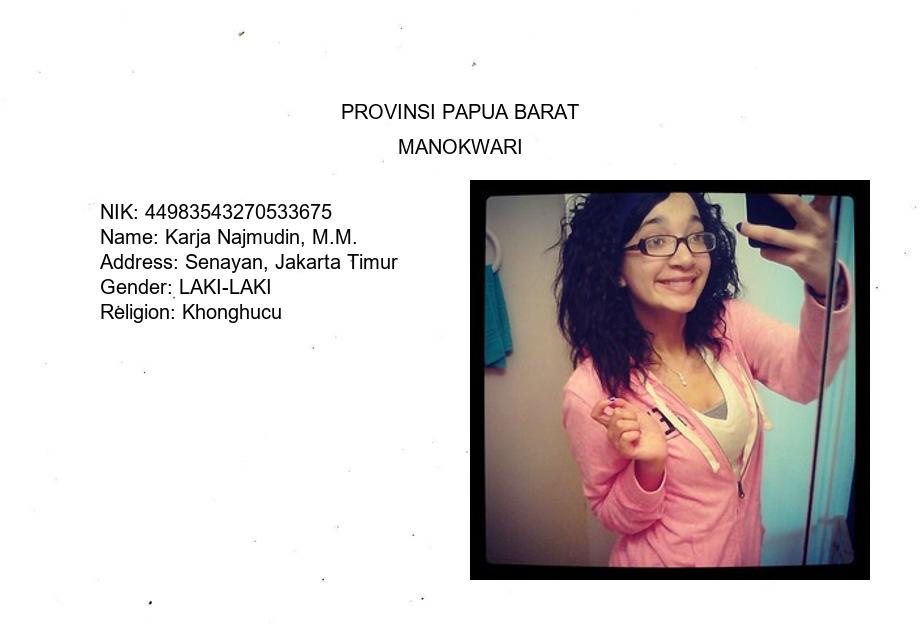 PROVINSI PAPUA BARAT
MANOKWARI
NIK: 44983543270533675
Name: Karja Najmudin, M.M.
Address: Senayan, Jakarta Timur
Gender: LAKI-LAKI
Religion: Khonghucu